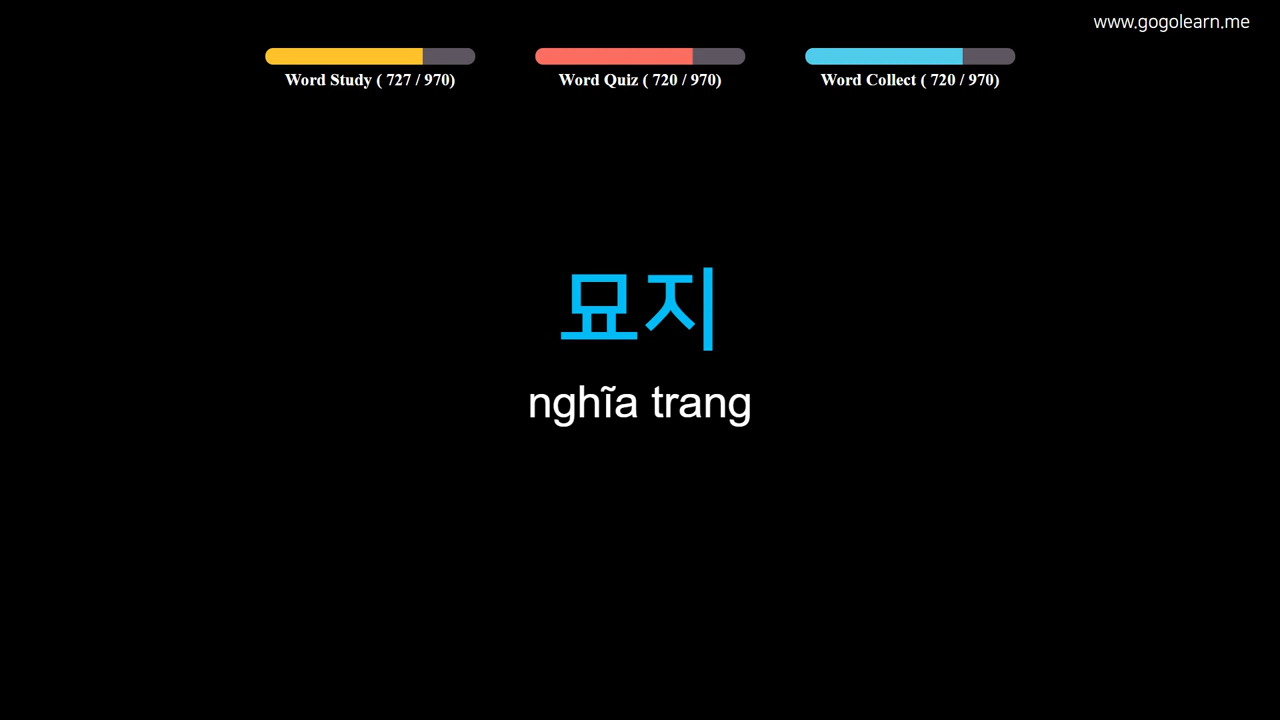 www.gogolearn.me
Word Study ( 727 / 970)
Word Quiz ( 720 / 970)
Word Collect ( 720 / 970)
묘지
nghĩa trang